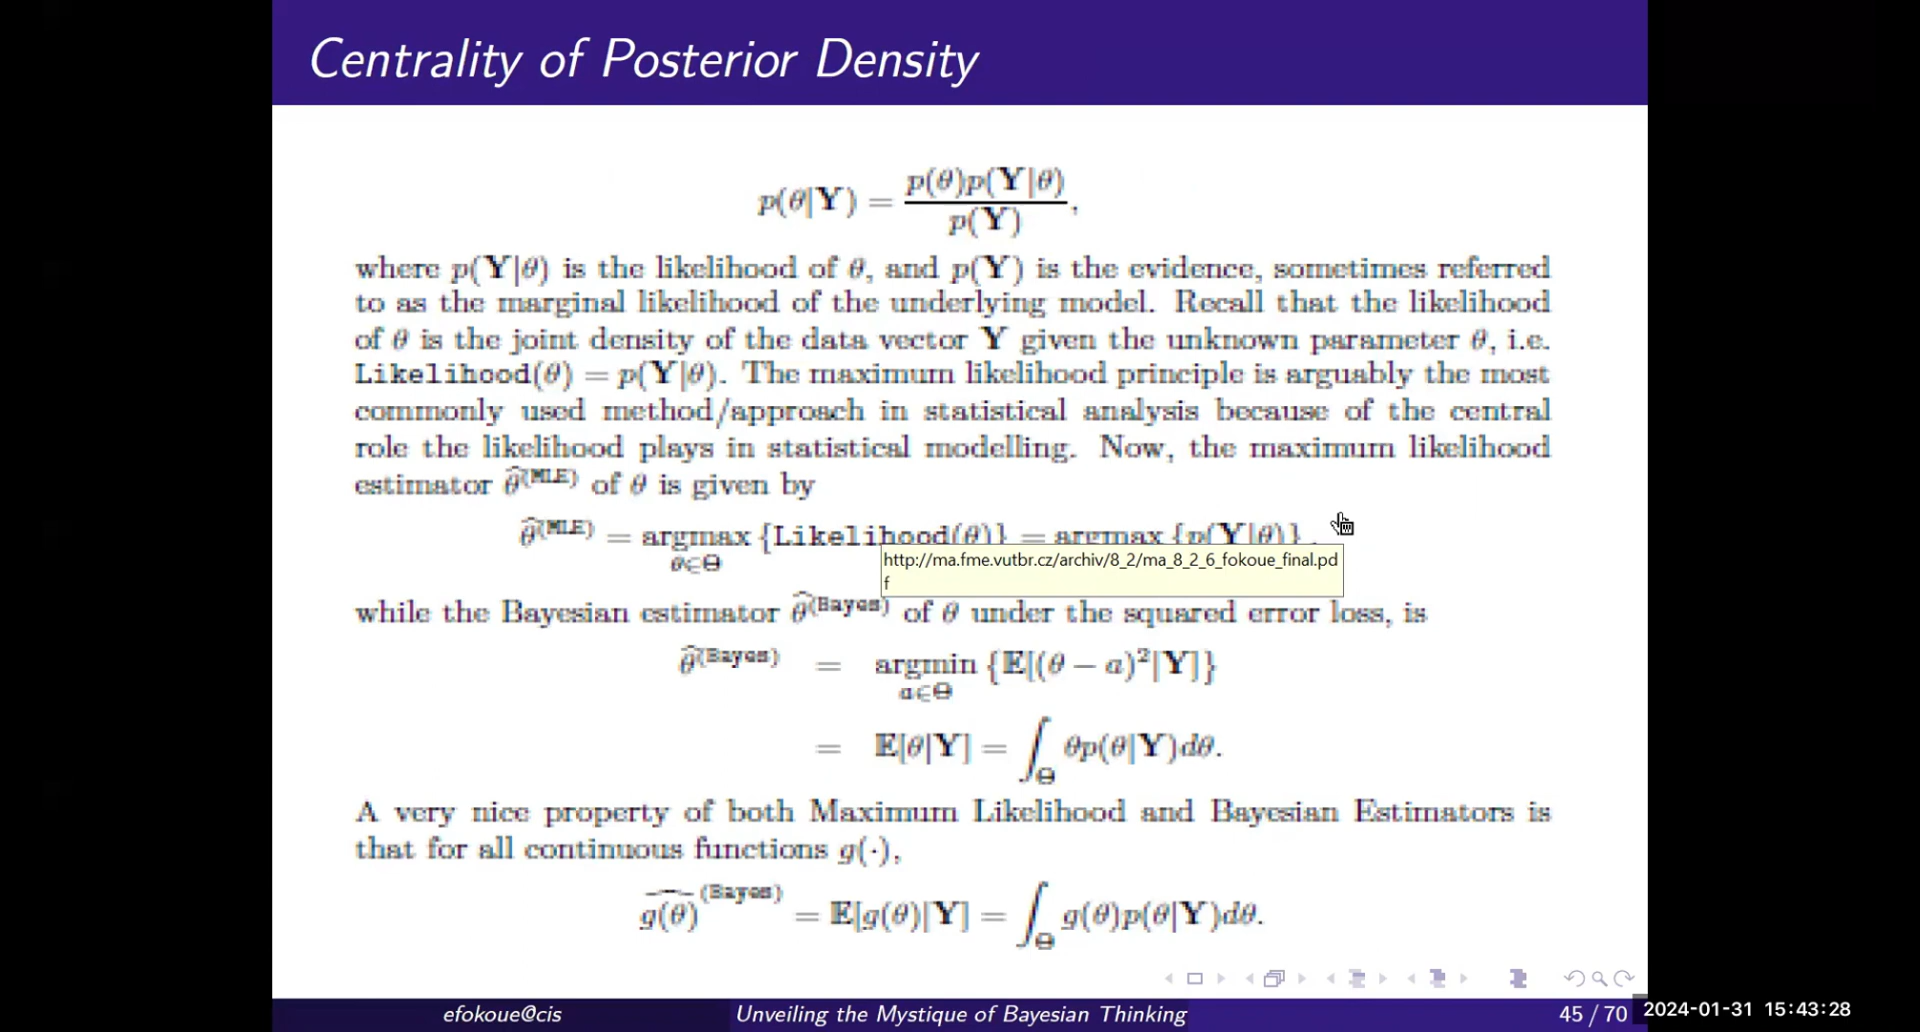 Centrality of Posterior Density
p(θ|Y) = p(θ)p(Y|θ) / p(Y),
where p(Y|θ) is the likelihood of θ, and p(Y) is the evidence, sometimes referred
to as the marginal likelihood of the underlying model. Recall that the likelihood
of θ is the joint density of the data vector Y given the unknown parameter θ, i.e.
Likelihood(θ) = p(Y|θ). The maximum likelihood principle is arguably the most
commonly used method/approach in statistical analysis because of the central
role the likelihood plays in statistical modelling. Now, the maximum likelihood
estimator θ̂^(MLE) of θ is given by
θ̂^(MLE) = argmax_{θ∈Θ} {Likelihood(θ)} = argmax {p(Y|θ)}.
http://ma.fme.vutbr.cz/archiv/8_2/ma_8_2_6_fokoue_final.pd
f
while the Bayesian estimator θ̂^(Bayes) of θ under the squared error loss, is
θ̂^(Bayes) = argmin_{a∈Θ} {𝔼[(θ − a)²|Y]}
= 𝔼[θ|Y] = ∫_Θ θp(θ|Y)dθ.
A very nice property of both Maximum Likelihood and Bayesian Estimators is
that for all continuous functions g(·),
ĝ(θ)^(Bayes) = 𝔼[g(θ)|Y] = ∫_Θ g(θ)p(θ|Y)dθ.
efokoue@cis Unveiling the Mystique of Bayesian Thinking 45 / 70
2024-01-31 15:43:28